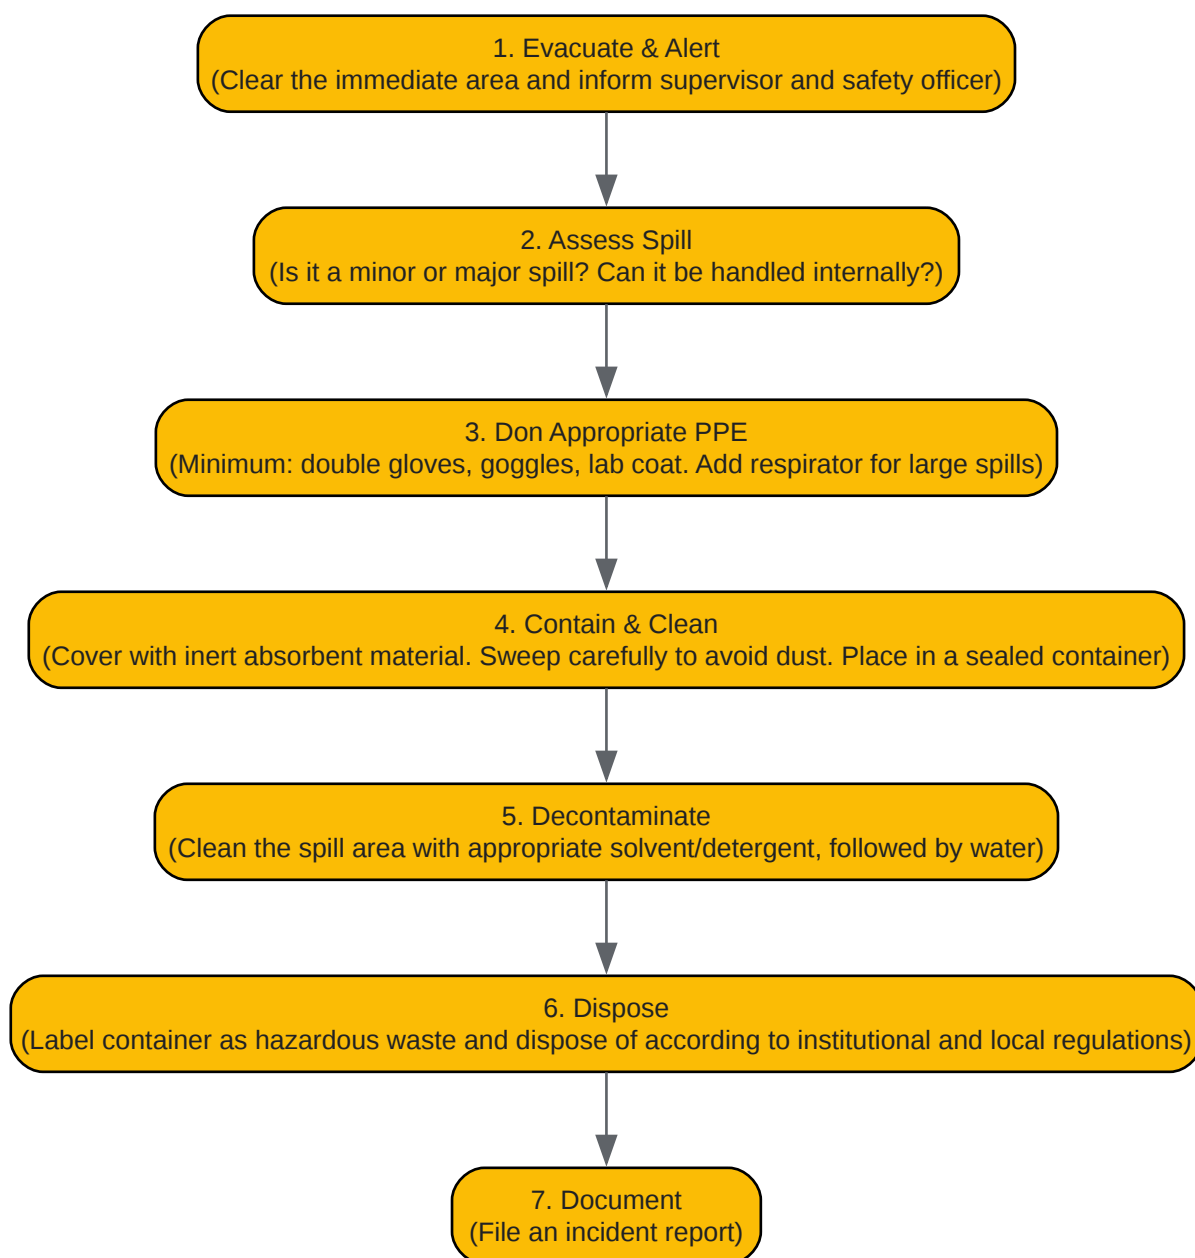 1. Evacuate & Alert
(Clear the immediate area and inform supervisor and safety officer)
2. Assess Spill
(Is it a minor or major spill? Can it be handled internally?)
3. Don Appropriate PPE
(Minimum: double gloves, goggles, lab coat. Add respirator for large spills)
4. Contain & Clean
(Cover with inert absorbent material. Sweep carefully to avoid dust. Place in a sealed container)
5. Decontaminate
(Clean the spill area with appropriate solvent/detergent, followed by water)
6. Dispose
(Label container as hazardous waste and dispose of according to institutional and local regulations)
7. Document
(File an incident report)